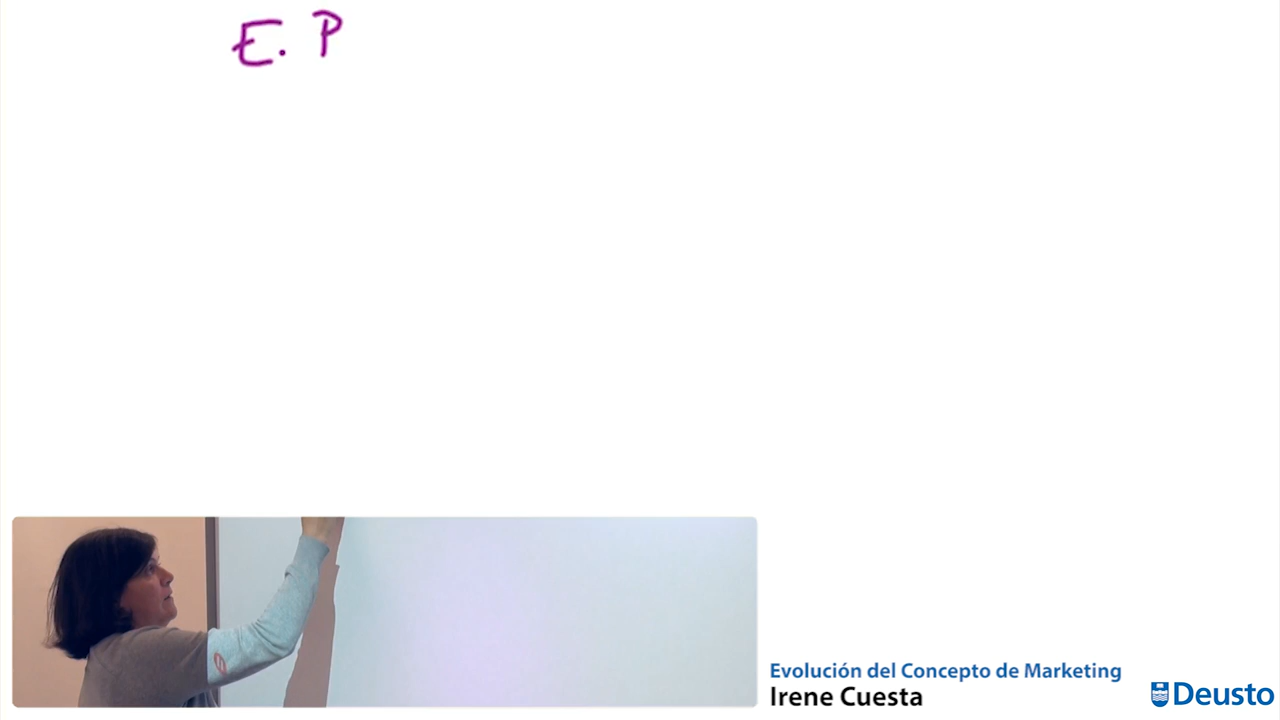 E. P
Evolución del Concepto de Marketing
Irene Cuesta
Deusto